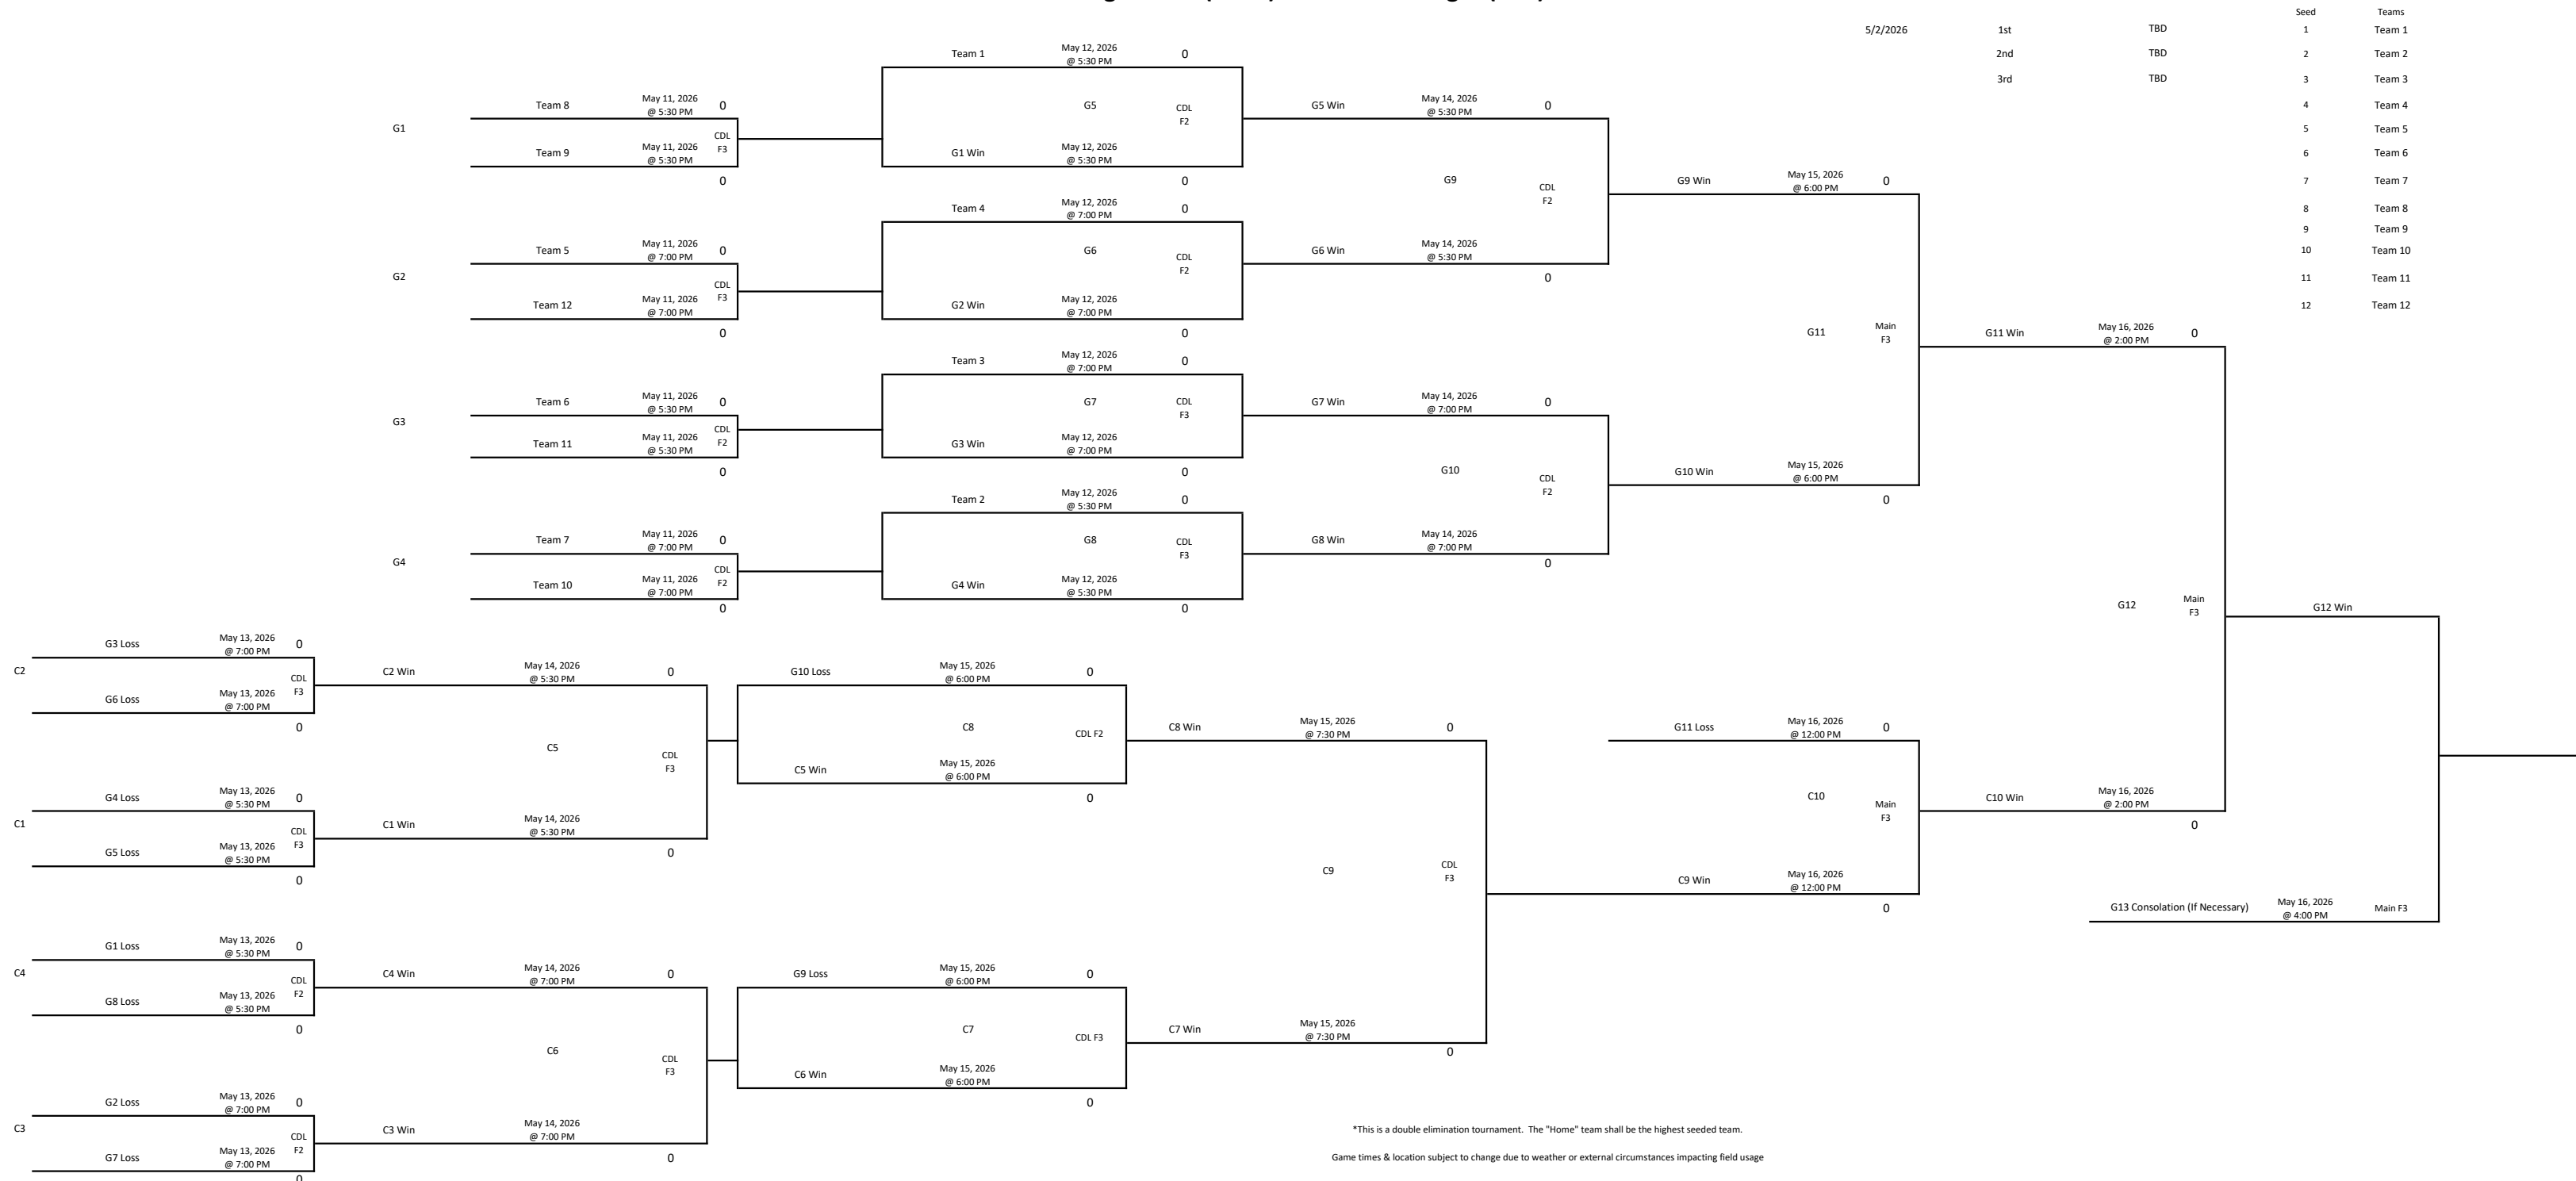 Seed Teams
5/2/2026 1st TBD 1 Team 1
2nd TBD 2 Team 2
3rd TBD 3 Team 3
4 Team 4
5 Team 5
6 Team 6
7 Team 7
8 Team 8
9 Team 9
10 Team 10
11 Team 11
12 Team 12
G1
Team 8 May 11, 2026 @ 5:30 PM 0
CDL F3
Team 9 May 11, 2026 @ 5:30 PM
0
G2
Team 5 May 11, 2026 @ 7:00 PM 0
CDL F3
Team 12 May 11, 2026 @ 7:00 PM
0
G3
Team 6 May 11, 2026 @ 5:30 PM 0
CDL F2
Team 11 May 11, 2026 @ 5:30 PM
0
G4
Team 7 May 11, 2026 @ 7:00 PM 0
CDL F2
Team 10 May 11, 2026 @ 7:00 PM
0
Team 1 May 12, 2026 @ 5:30 PM 0
G5 CDL F2
G1 Win May 12, 2026 @ 5:30 PM
0
Team 4 May 12, 2026 @ 7:00 PM 0
G6 CDL F2
G2 Win May 12, 2026 @ 7:00 PM
0
Team 3 May 12, 2026 @ 7:00 PM 0
G7 CDL F3
G3 Win May 12, 2026 @ 7:00 PM
0
Team 2 May 12, 2026 @ 5:30 PM 0
G8 CDL F3
G4 Win May 12, 2026 @ 5:30 PM
0
G5 Win May 14, 2026 @ 5:30 PM 0
G9 CDL F2
G6 Win May 14, 2026 @ 5:30 PM
0
G7 Win May 14, 2026 @ 7:00 PM 0
G10 CDL F2
G8 Win May 14, 2026 @ 7:00 PM
0
G9 Win May 15, 2026 @ 6:00 PM 0
G11 Main F3
G10 Win May 15, 2026 @ 6:00 PM
0
G11 Win May 16, 2026 @ 2:00 PM 0
G12 Main F3
C10 Win May 16, 2026 @ 2:00 PM
0
G12 Win
G13 Consolation (If Necessary) May 16, 2026 @ 4:00 PM Main F3
C2
G3 Loss May 13, 2026 @ 7:00 PM 0
CDL F3
G6 Loss May 13, 2026 @ 7:00 PM
0
C1
G4 Loss May 13, 2026 @ 5:30 PM 0
CDL F3
G5 Loss May 13, 2026 @ 5:30 PM
0
C4
G1 Loss May 13, 2026 @ 5:30 PM 0
CDL F2
G8 Loss May 13, 2026 @ 5:30 PM
0
C3
G2 Loss May 13, 2026 @ 7:00 PM 0
CDL F2
G7 Loss May 13, 2026 @ 7:00 PM
0
C2 Win May 14, 2026 @ 5:30 PM 0
C5 CDL F3
C1 Win May 14, 2026 @ 5:30 PM
0
C4 Win May 14, 2026 @ 7:00 PM 0
C6 CDL F3
C3 Win May 14, 2026 @ 7:00 PM
0
G10 Loss May 15, 2026 @ 6:00 PM 0
C8 CDL F2
C5 Win May 15, 2026 @ 6:00 PM
0
G9 Loss May 15, 2026 @ 6:00 PM 0
C7 CDL F3
C6 Win May 15, 2026 @ 6:00 PM
0
C8 Win May 15, 2026 @ 7:30 PM 0
C9 CDL F3
C7 Win May 15, 2026 @ 7:30 PM
0
G11 Loss May 16, 2026 @ 12:00 PM 0
C10 Main F3
C9 Win May 16, 2026 @ 12:00 PM
0
*This is a double elimination tournament. The "Home" team shall be the highest seeded team.
Game times & location subject to change due to weather or external circumstances impacting field usage